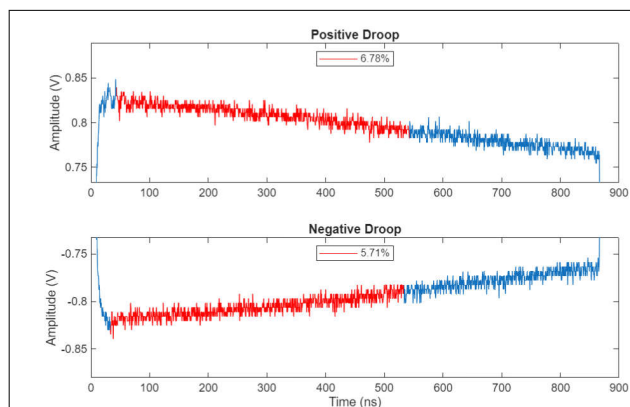 Positive Droop
6.78%
Amplitude (V)
0.85
0.8
0.75
0 100 200 300 400 500 600 700 800 900
Negative Droop
5.71%
Amplitude (V)
-0.75
-0.8
-0.85
0 100 200 300 400 500 600 700 800 900
Time (ns)